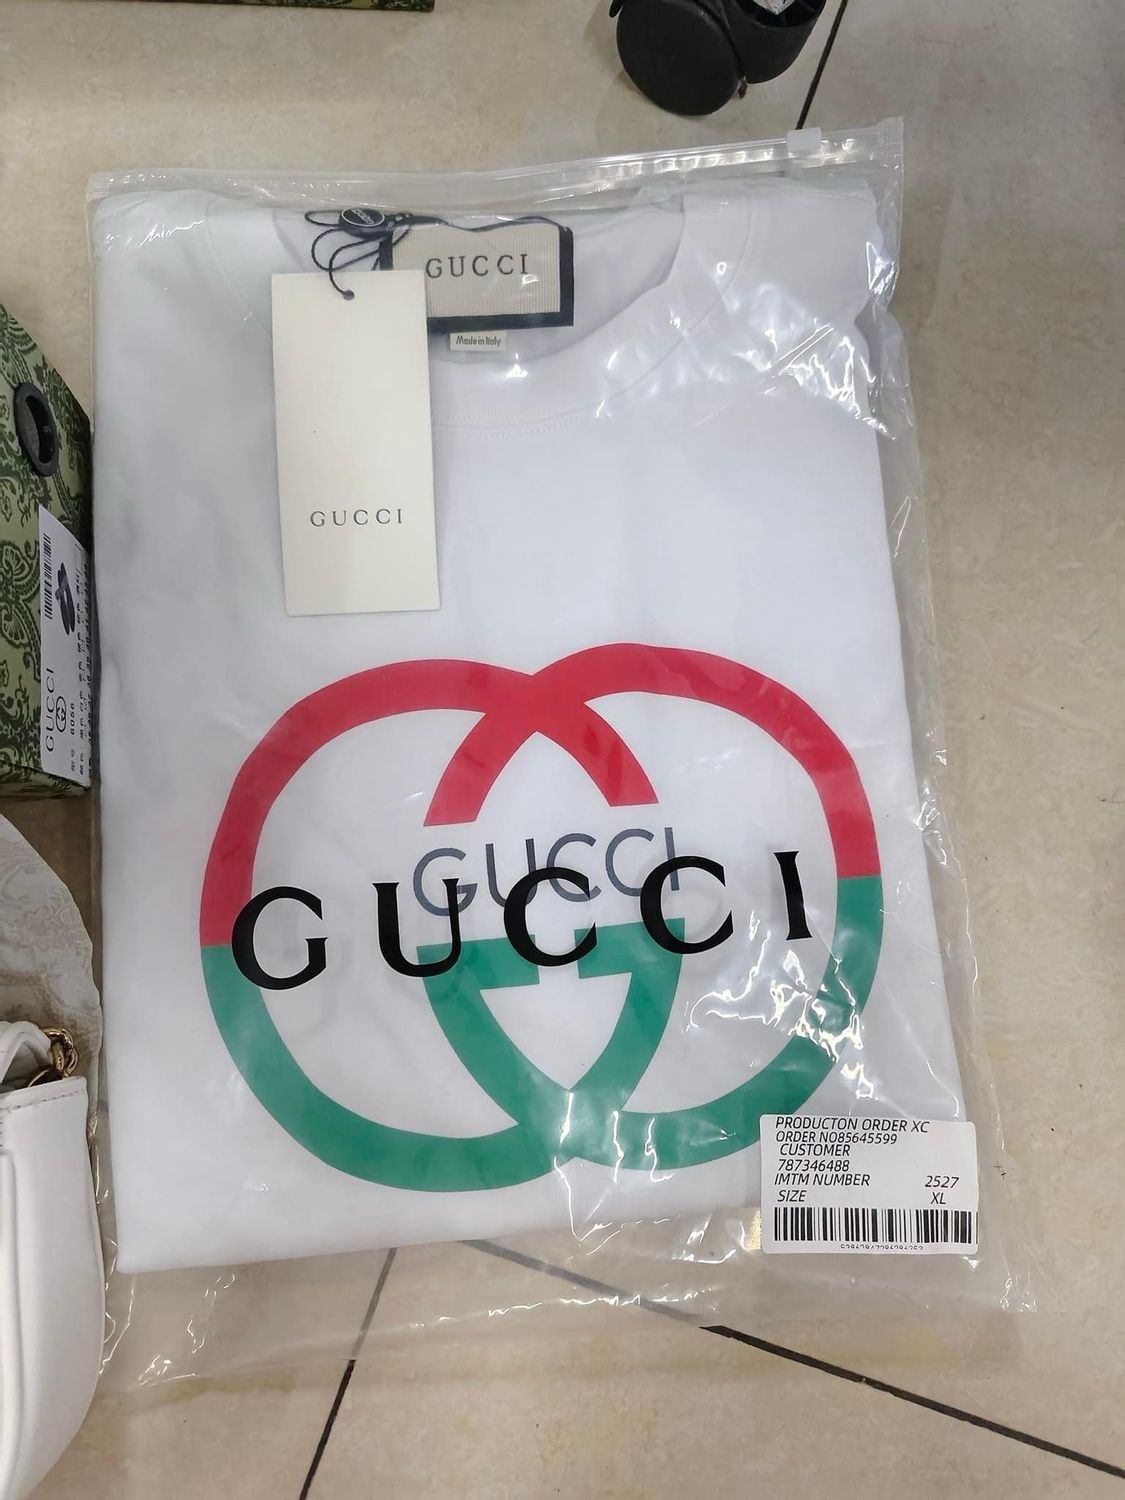 GUCCI
Made in Italy
GUCCI
GUCCI
GUCCI
PRODUCTON ORDER XC
ORDER NO85645599
CUSTOMER
787346488
IMTM NUMBER 2527
SIZE XL
GUCCI